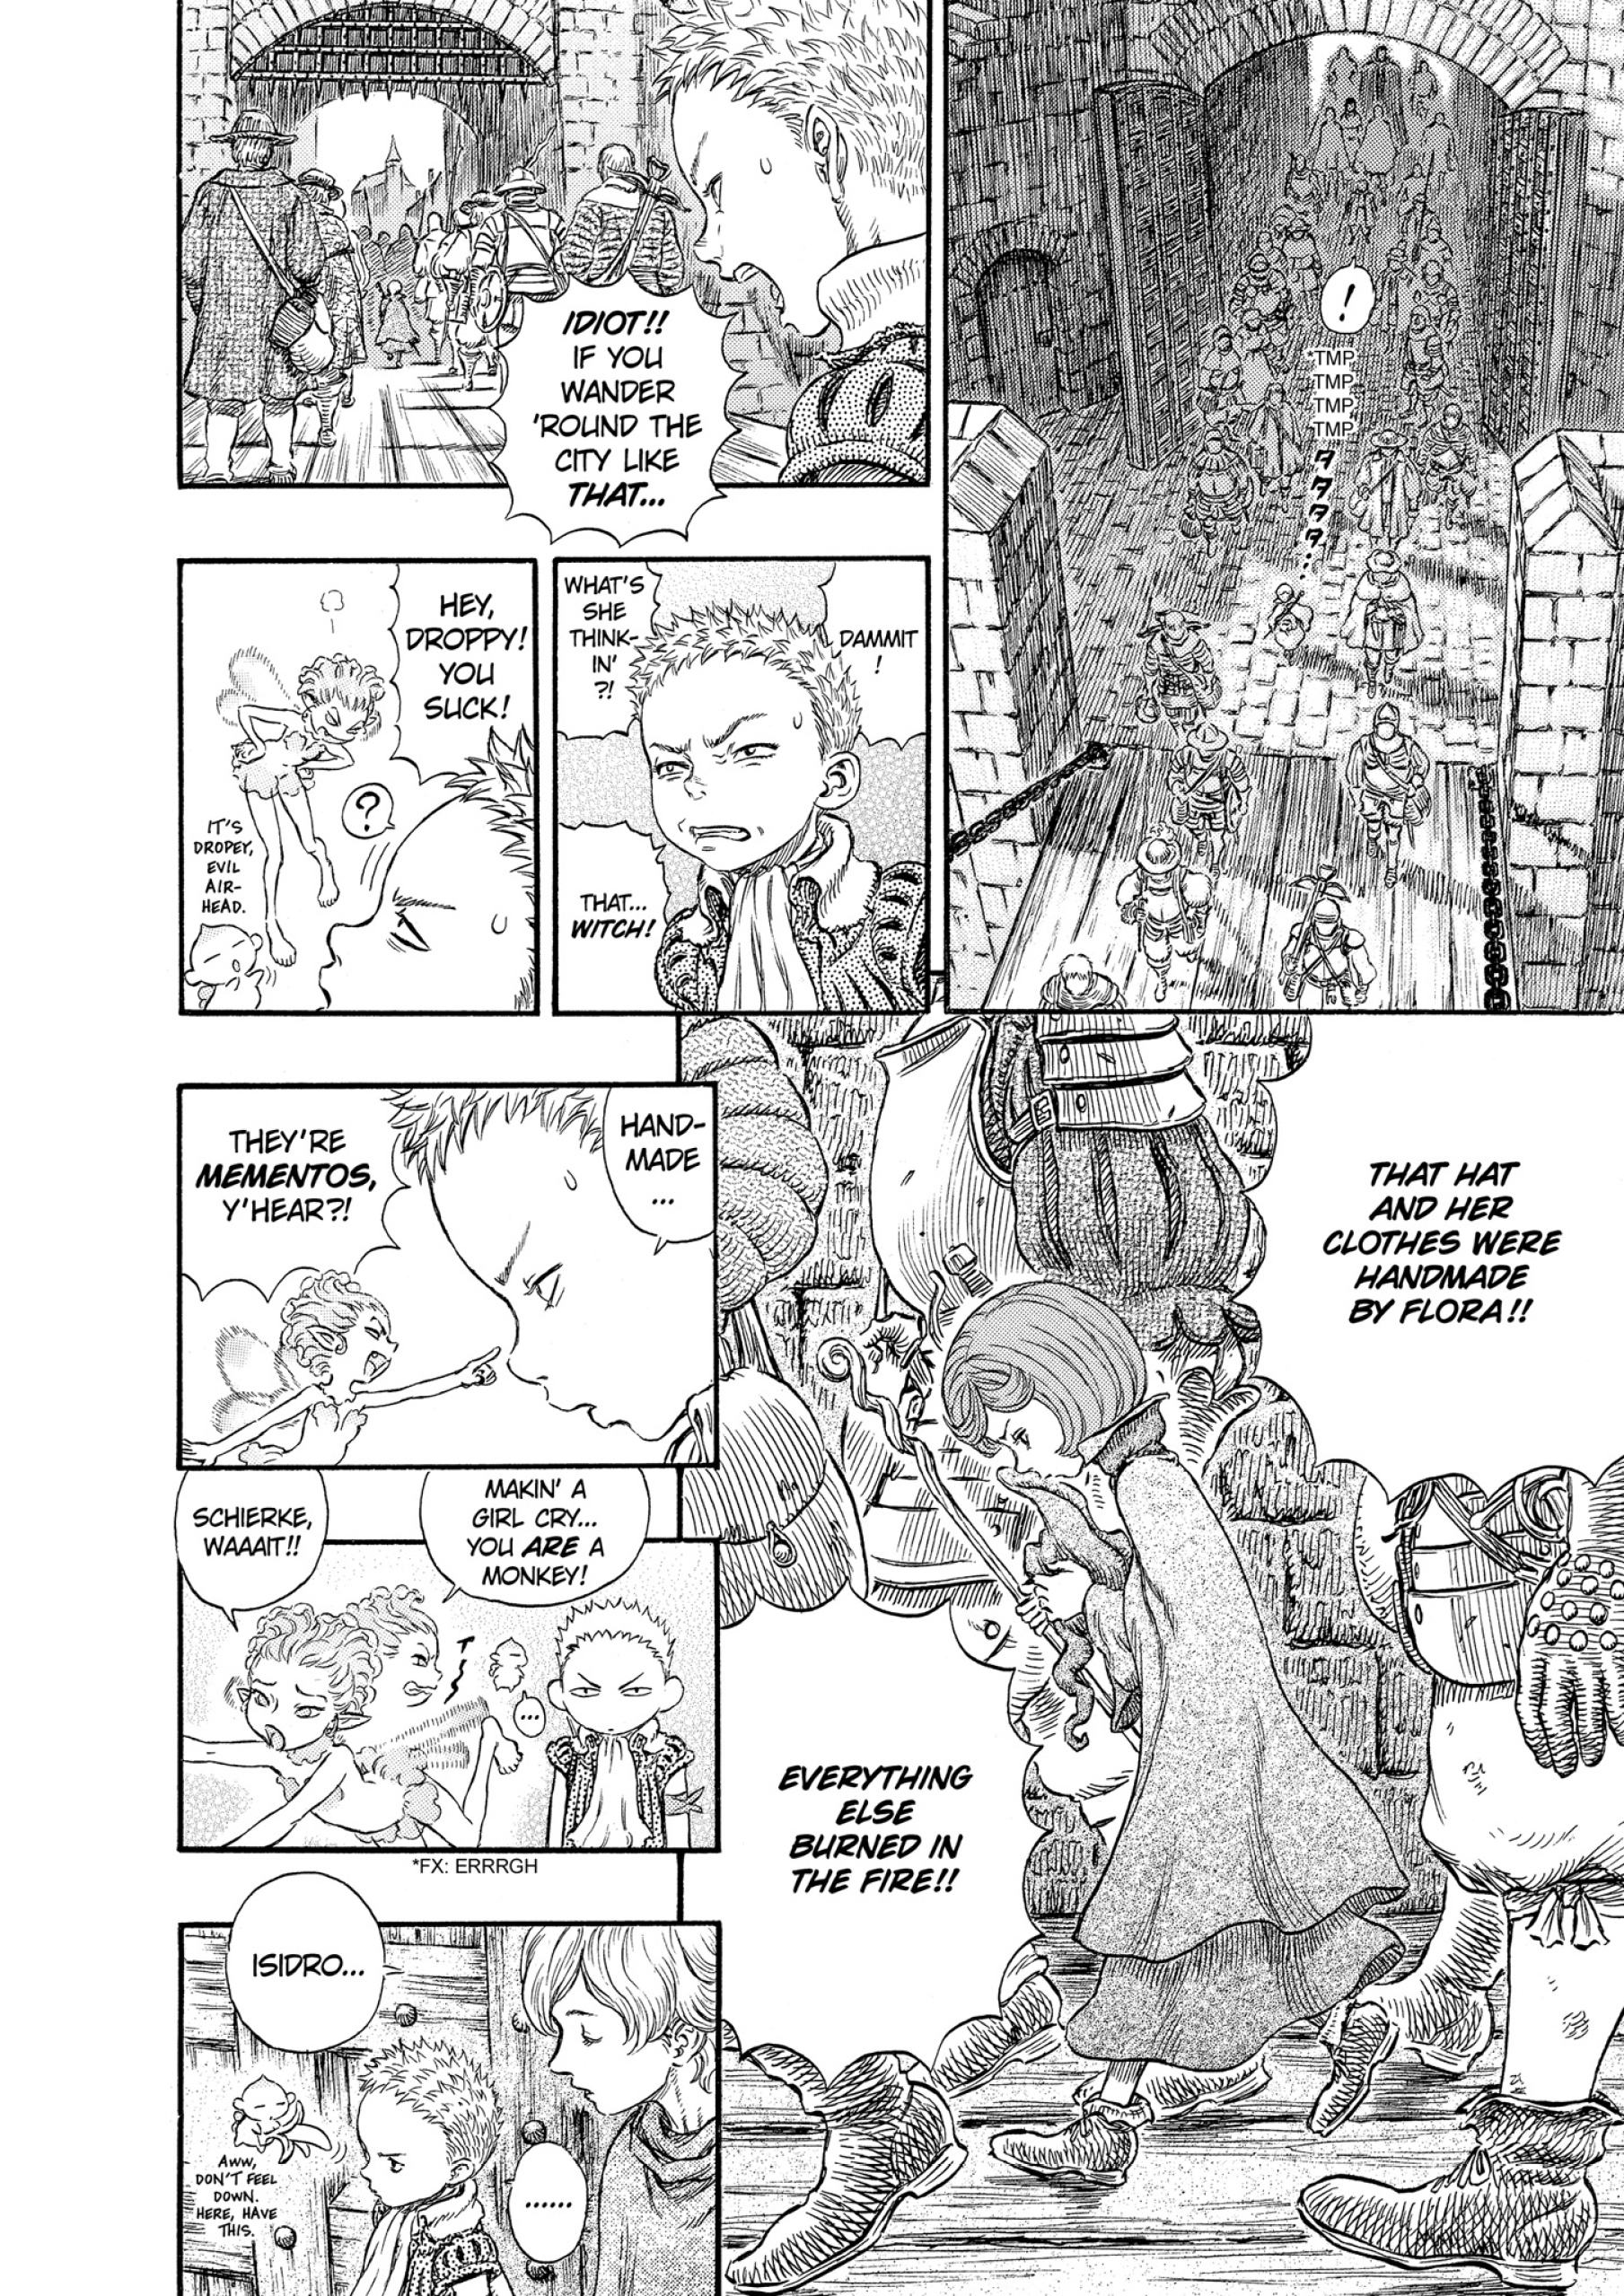 !
*TMP
TMP
TMP
TMP
タタタタタ…
IDIOT!!
IF YOU
WANDER
'ROUND THE
CITY LIKE
THAT...
DAMMIT
!
WHAT'S
SHE
THINK-
IN'
?!
THAT...
WITCH!
HEY,
DROPPY!
YOU
SUCK!
?
IT'S
DROPEY,
EVIL
AIR-
HEAD.
THAT HAT
AND HER
CLOTHES WERE
HANDMADE
BY FLORA!!
EVERYTHING
ELSE
BURNED IN
THE FIRE!!
HAND-
MADE
...
THEY'RE
MEMENTOS,
Y'HEAR?!
MAKIN' A
GIRL CRY...
YOU ARE A
MONKEY!
SCHIERKE,
WAAAIT!!
...
*FX: ERRRGH
ISIDRO...
......
AWW,
DON'T FEEL
DOWN.
HERE, HAVE
THIS.